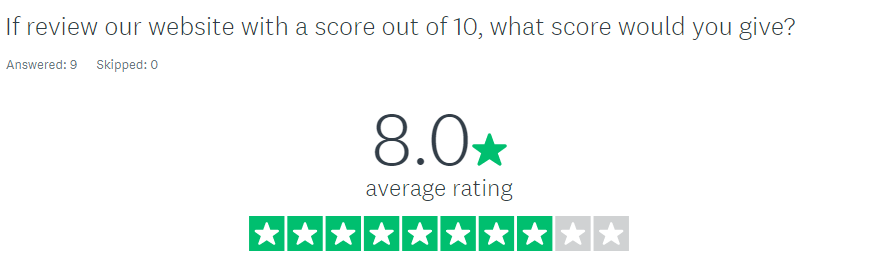 If review our website with a score out of 10, what score would you give?
Answered: 9 Skipped: 0
8.0
average rating